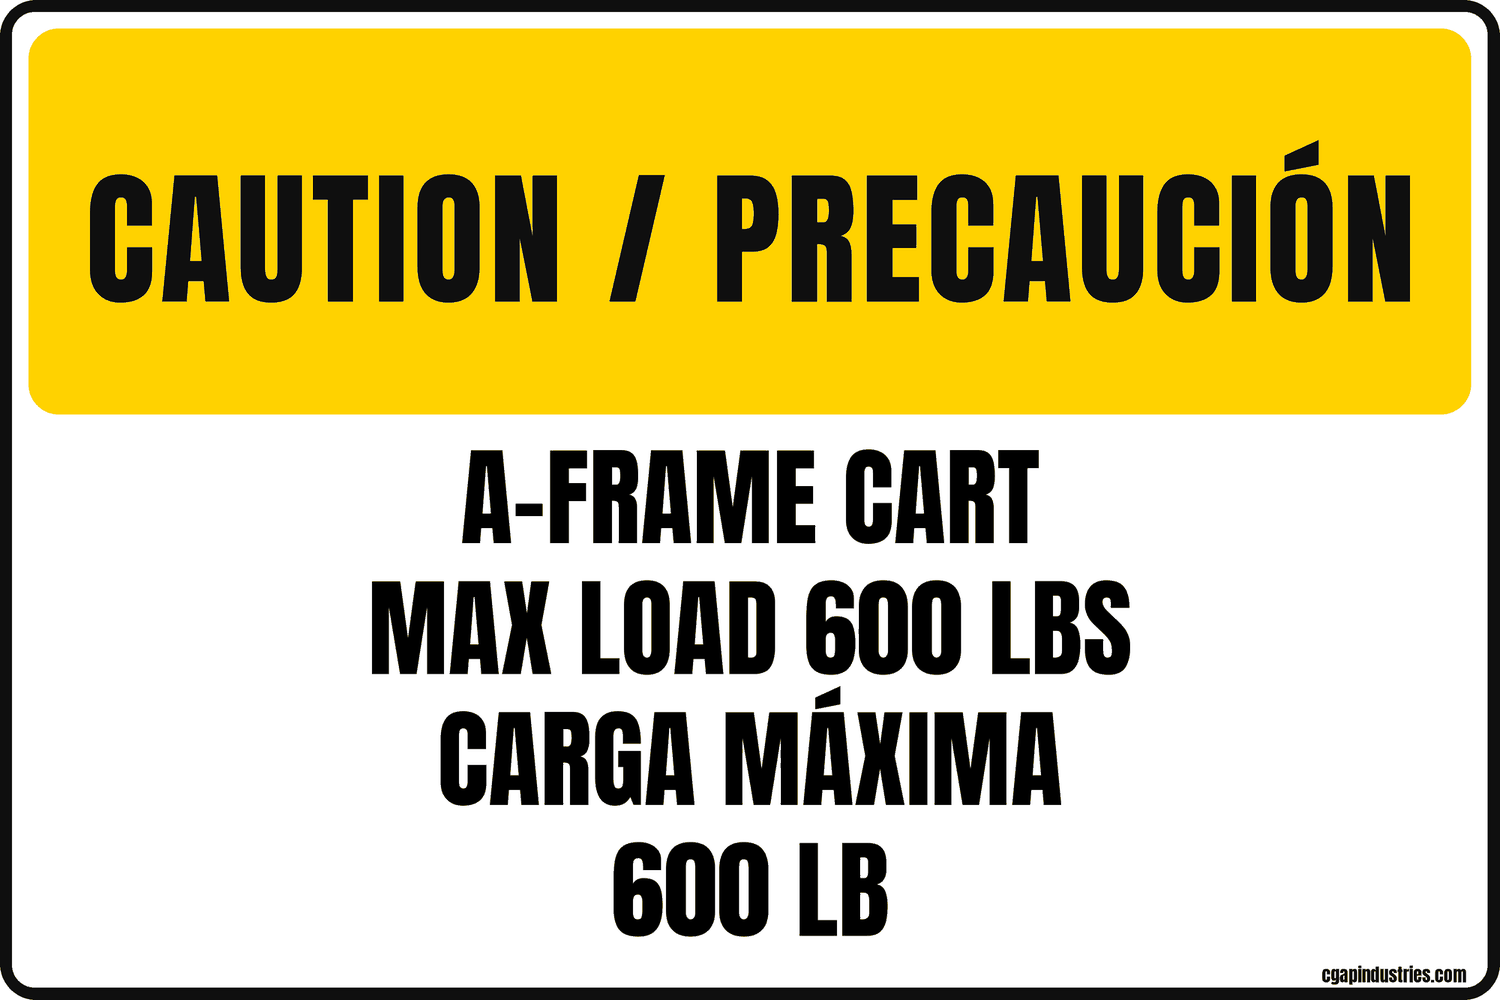 CAUTION / PRECAUCIÓN
A-FRAME CART
MAX LOAD 600 LBS
CARGA MÁXIMA
600 LB
cgapindustries.com